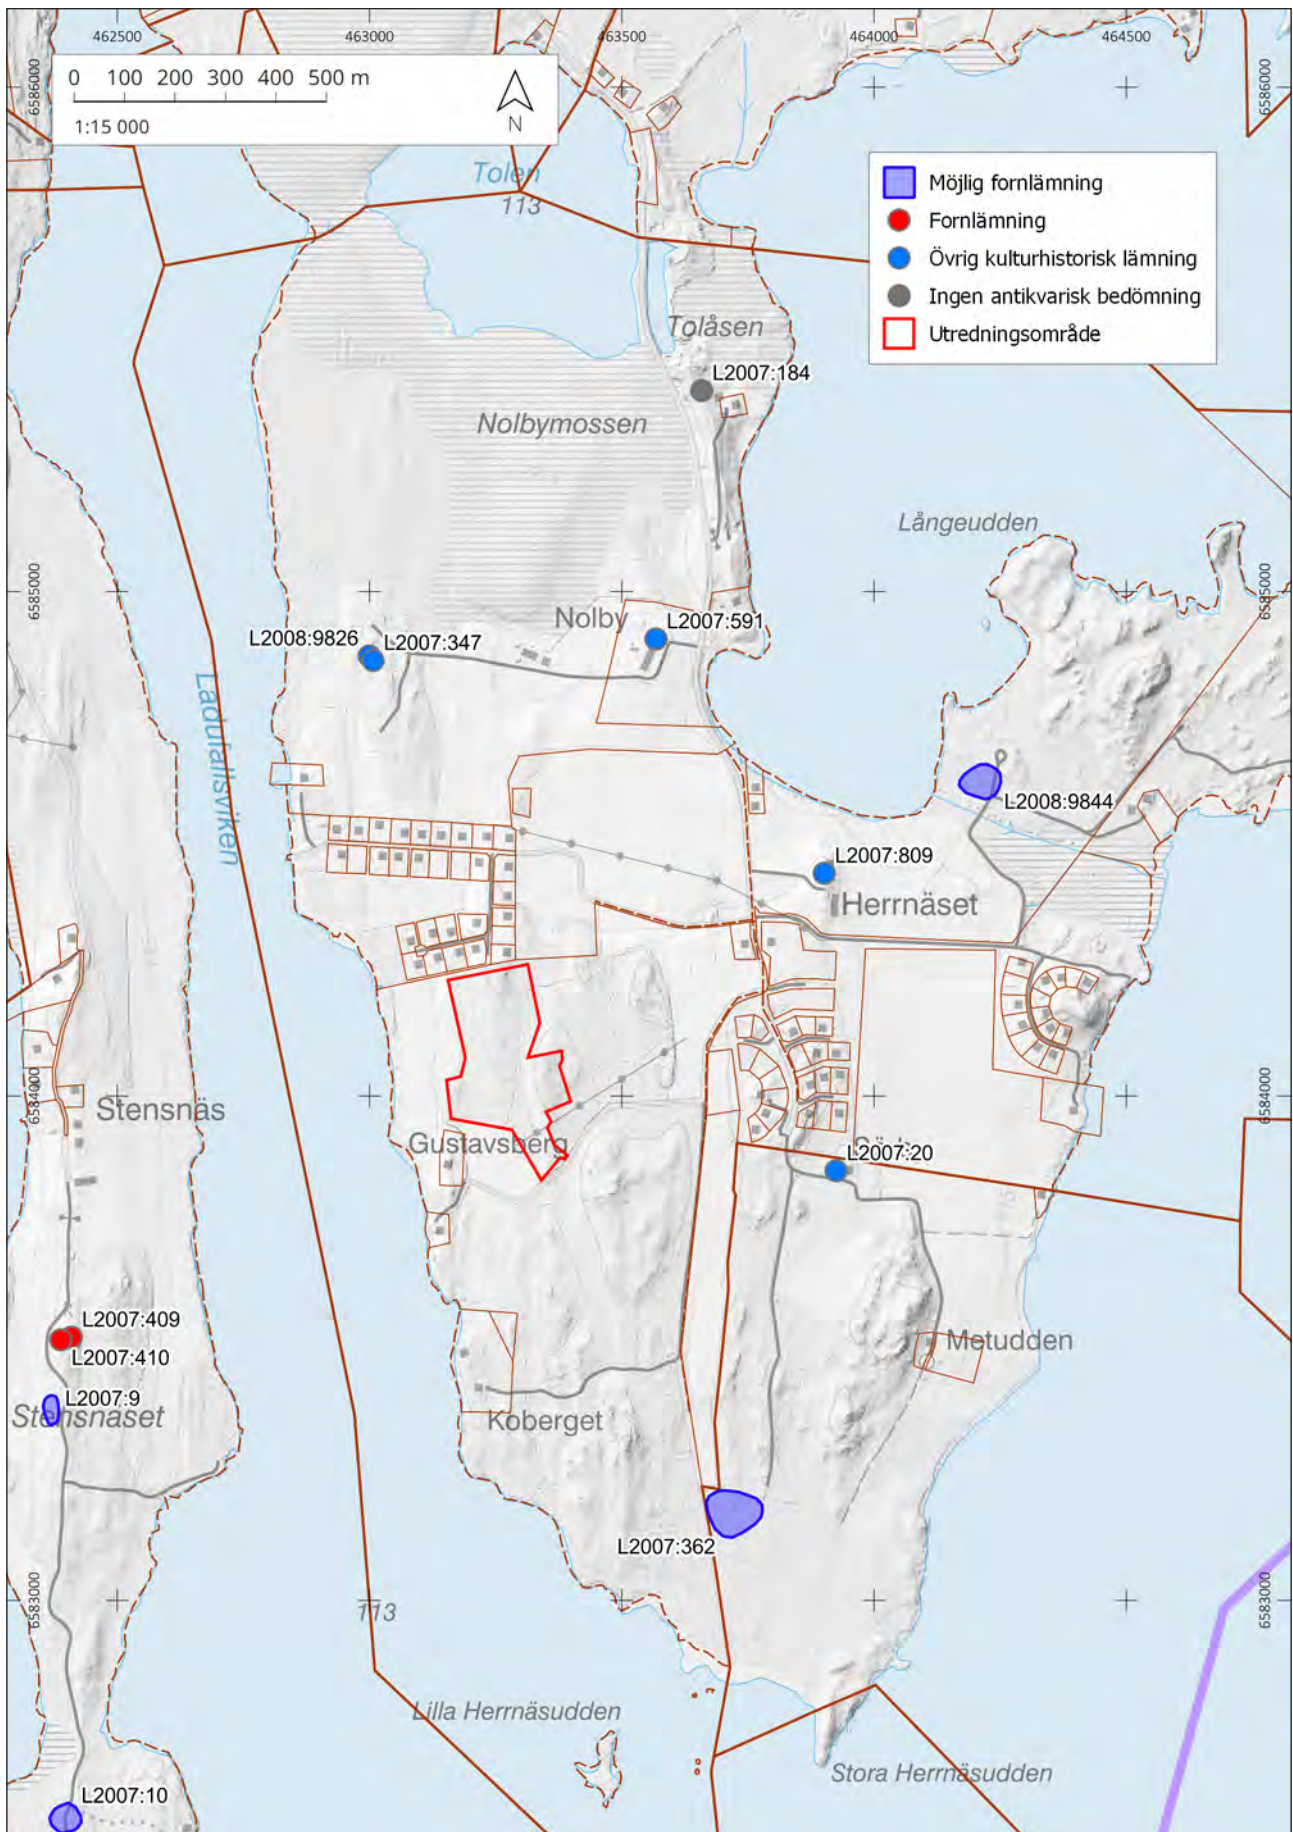 462500
463000
463500
464000
464500
0 100 200 300 400 500 m
1:15 000
N
6586000
6586000
Tolen
113
Möjlig fornlämning
Fornlämning
Övrig kulturhistorisk lämning
Ingen antikvarisk bedömning
Utredningsområde
Tolåsen
L2007:184
Nolbymossen
Långeudden
6585000
6585000
Nolby
L2007:591
L2008:9826
L2007:347
Ladufallsviken
L2008:9844
L2007:809
Herrnäset
6584000
6584000
Stensnäs
Gustavsberg
L2007:20
L2007:409
L2007:410
Metudden
L2007:9
Stensnäset
Koberget
L2007:362
6583000
6583000
113
Lilla Herrnäsudden
Stora Herrnäsudden
L2007:10